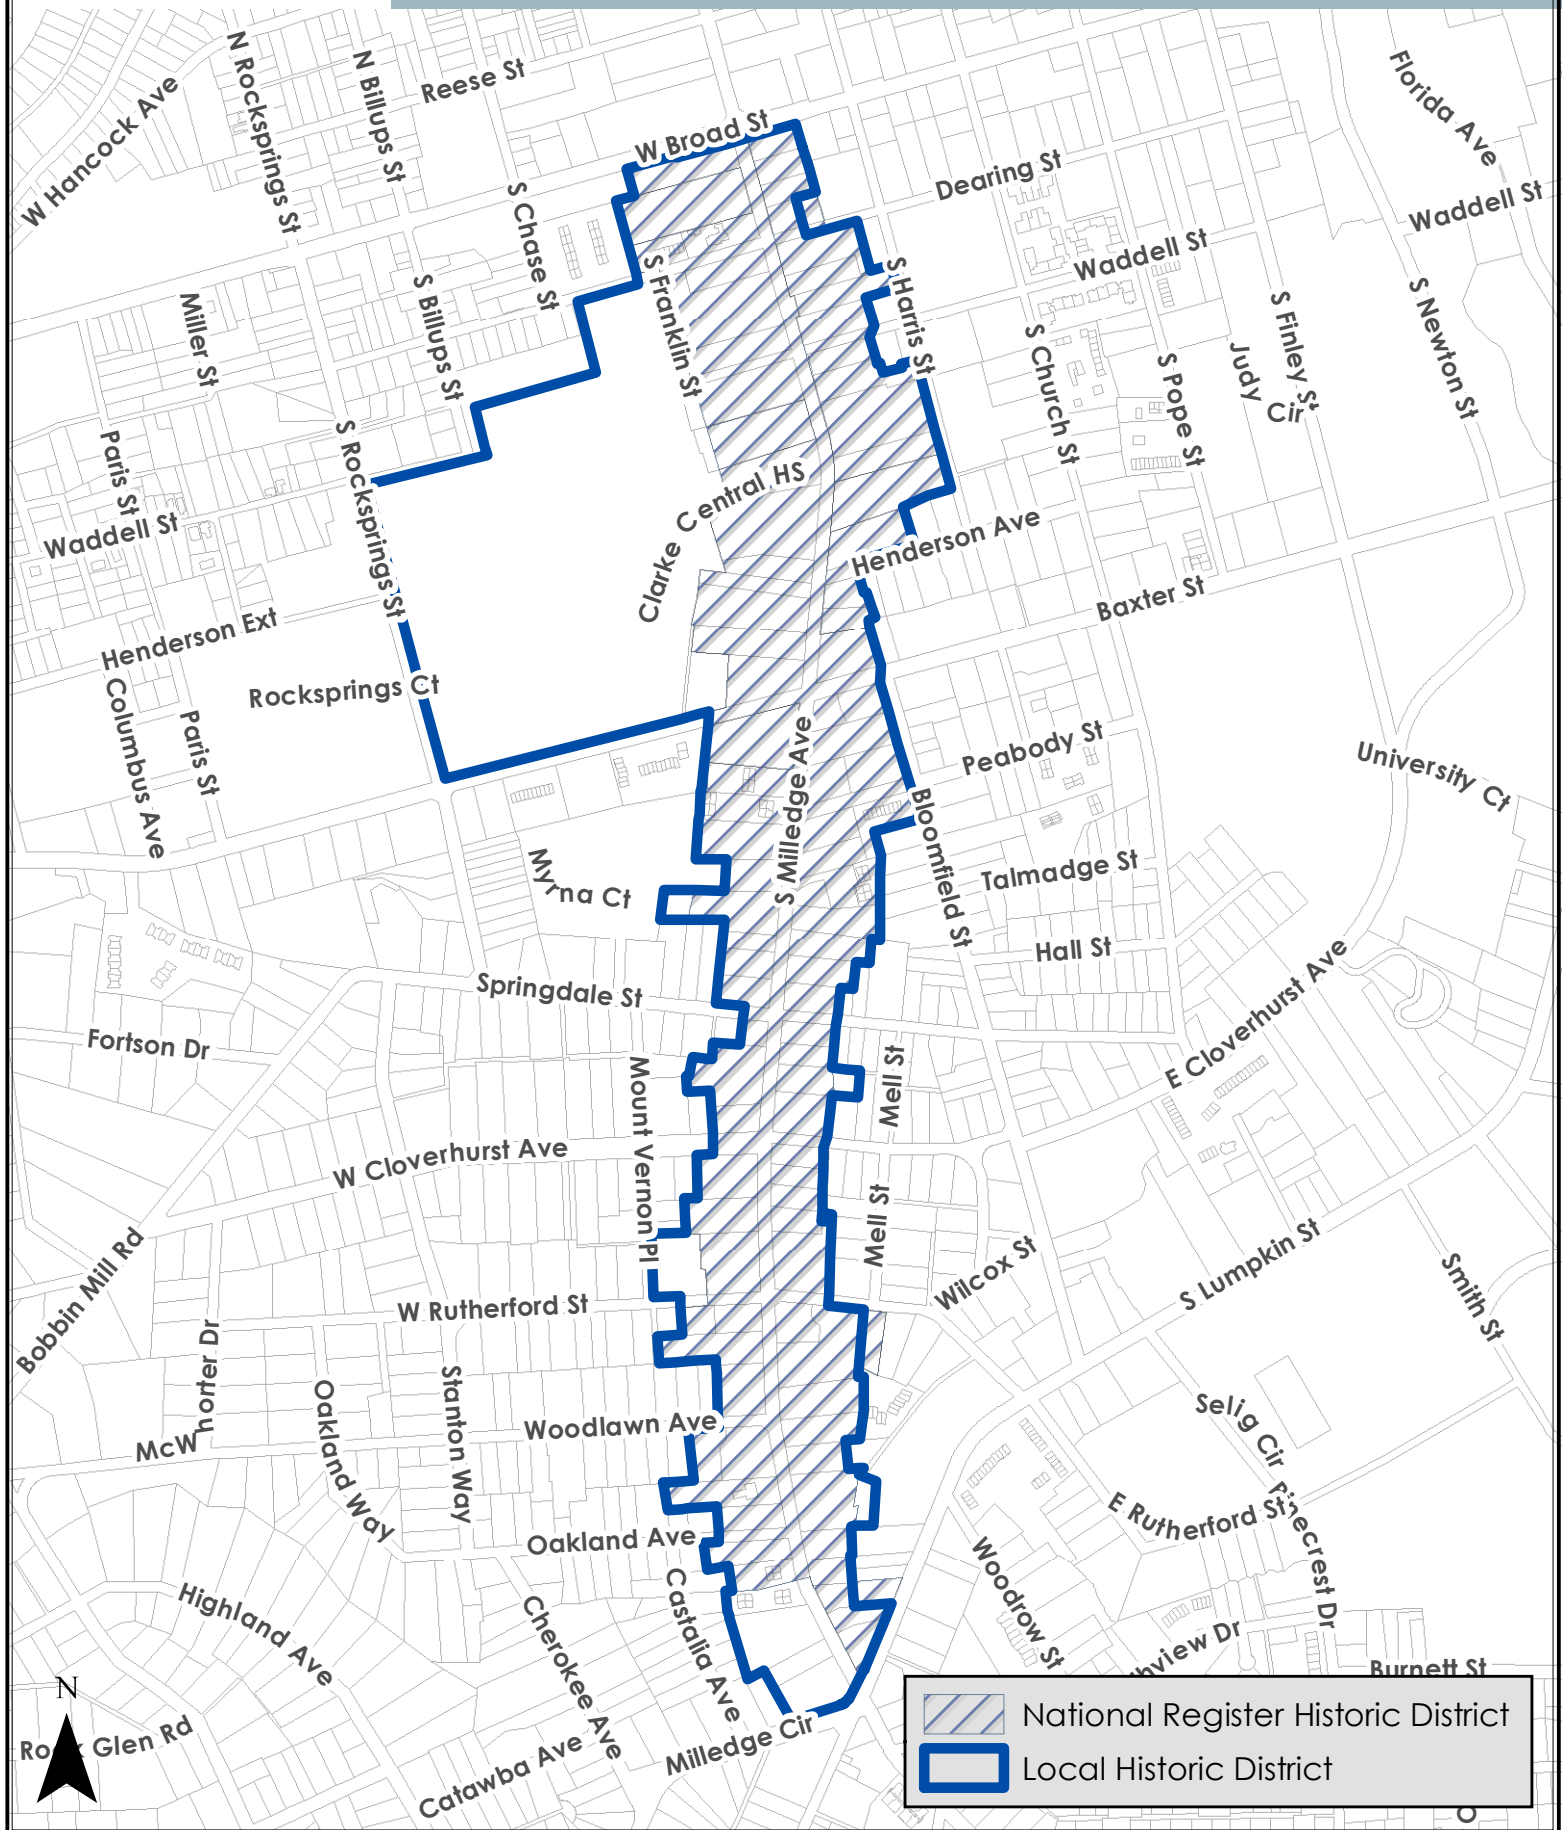 N Rocksprings St
N Billups St
Reese St
W Hancock Ave
Florida Ave
W Broad St
Dearing St
Waddell St
S Chase St
Waddell St
S Franklin St
S Harris St
Miller St
S Billups St
S Newton St
S Finley St
S Church St
Judy Cir
S Pope St
Paris St
S Rocksprings St
Clarke Central HS
Waddell St
Henderson Ave
Baxter St
Henderson Ext
Rocksprings Ct
Columbus Ave
Paris St
S Milledge Ave
Peabody St
University Ct
Bloomfield St
Myrna Ct
Talmadge St
Hall St
Springdale St
E Cloverhurst Ave
Fortson Dr
Mount Vernon Pl
Mell St
W Cloverhurst Ave
Mell St
Bobbin Mill Rd
Wilcox St
S Lumpkin St
Smith St
W Rutherford St
McWhorter Dr
Oakland Way
Stanton Way
Woodlawn Ave
Selig Cir
E Rutherford St
Pinecrest Dr
Oakland Ave
Woodrow St
Highland Ave
Cherokee Ave
Castalia Ave
hview Dr
Burnett St
N
Glen Rd
Catawba Ave
Milledge Cir
National Register Historic District
Local Historic District